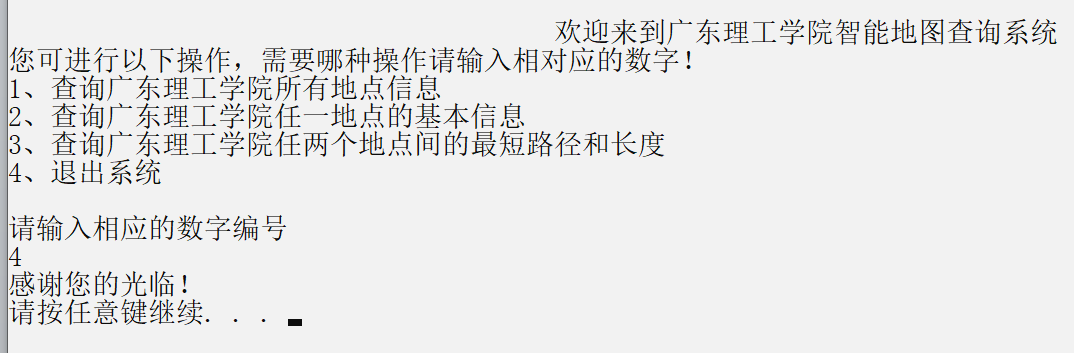 欢迎来到广东理工学院智能地图查询系统
您可进行以下操作，需要哪种操作请输入相对应的数字！
1、查询广东理工学院所有地点信息
2、查询广东理工学院任一地点的基本信息
3、查询广东理工学院任两个地点间的最短路径和长度
4、退出系统
请输入相应的数字编号
4
感谢您的光临！
请按任意键继续. . .